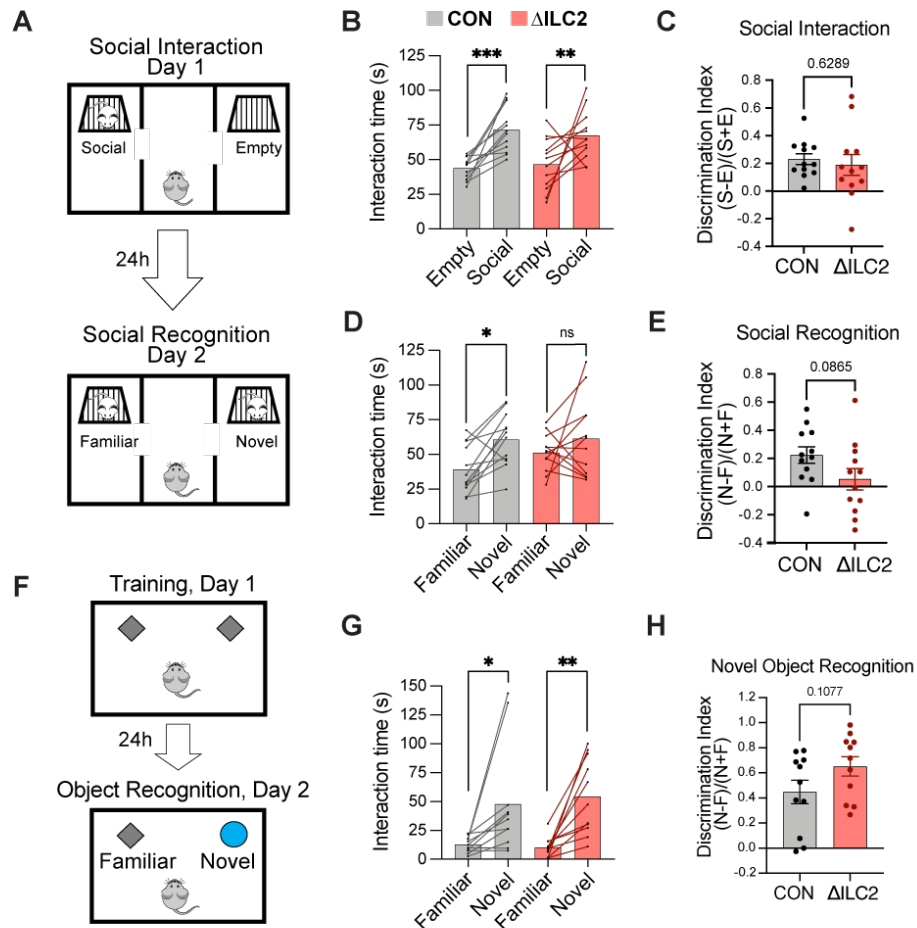 A
Social Interaction
Day 1
Social
Empty
24h
Social Recognition
Day 2
Familiar
Novel
B
CON
ΔILC2
Interaction time (s)
125
100
75
50
25
0
***
**
Empty
Social
Empty
Social
C
Social Interaction
0.6289
Discrimination Index
(S-E)/(S+E)
0.8
0.6
0.4
0.2
0.0
-0.2
-0.4
CON
ΔILC2
D
Interaction time (s)
125
100
75
50
25
0
*
ns
Familiar
Novel
Familiar
Novel
E
Social Recognition
0.0865
Discrimination Index
(N-F)/(N+F)
0.8
0.6
0.4
0.2
0.0
-0.2
-0.4
CON
ΔILC2
F
Training, Day 1
24h
Object Recognition, Day 2
Familiar
Novel
G
Interaction time (s)
150
125
100
75
50
25
0
*
**
Familiar
Novel
Familiar
Novel
H
Novel Object Recognition
0.1077
Discrimination Index
(N-F)/(N+F)
1.2
1.0
0.8
0.6
0.4
0.2
0.0
-0.2
CON
ΔILC2